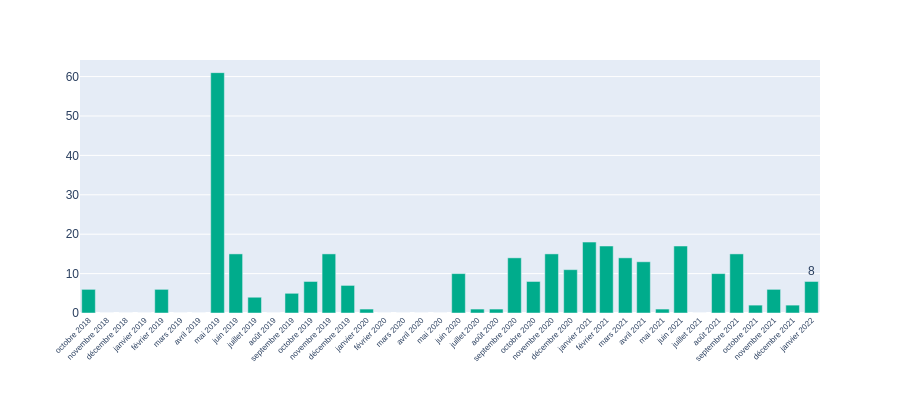 60
50
40
30
20
10
0
8
octobre 2018
novembre 2018
décembre 2018
janvier 2019
février 2019
mars 2019
avril 2019
mai 2019
juin 2019
juillet 2019
août 2019
septembre 2019
octobre 2019
novembre 2019
décembre 2019
janvier 2020
février 2020
mars 2020
avril 2020
mai 2020
juin 2020
juillet 2020
août 2020
septembre 2020
octobre 2020
novembre 2020
décembre 2020
janvier 2021
février 2021
mars 2021
avril 2021
mai 2021
juin 2021
juillet 2021
août 2021
septembre 2021
octobre 2021
novembre 2021
décembre 2021
janvier 2022